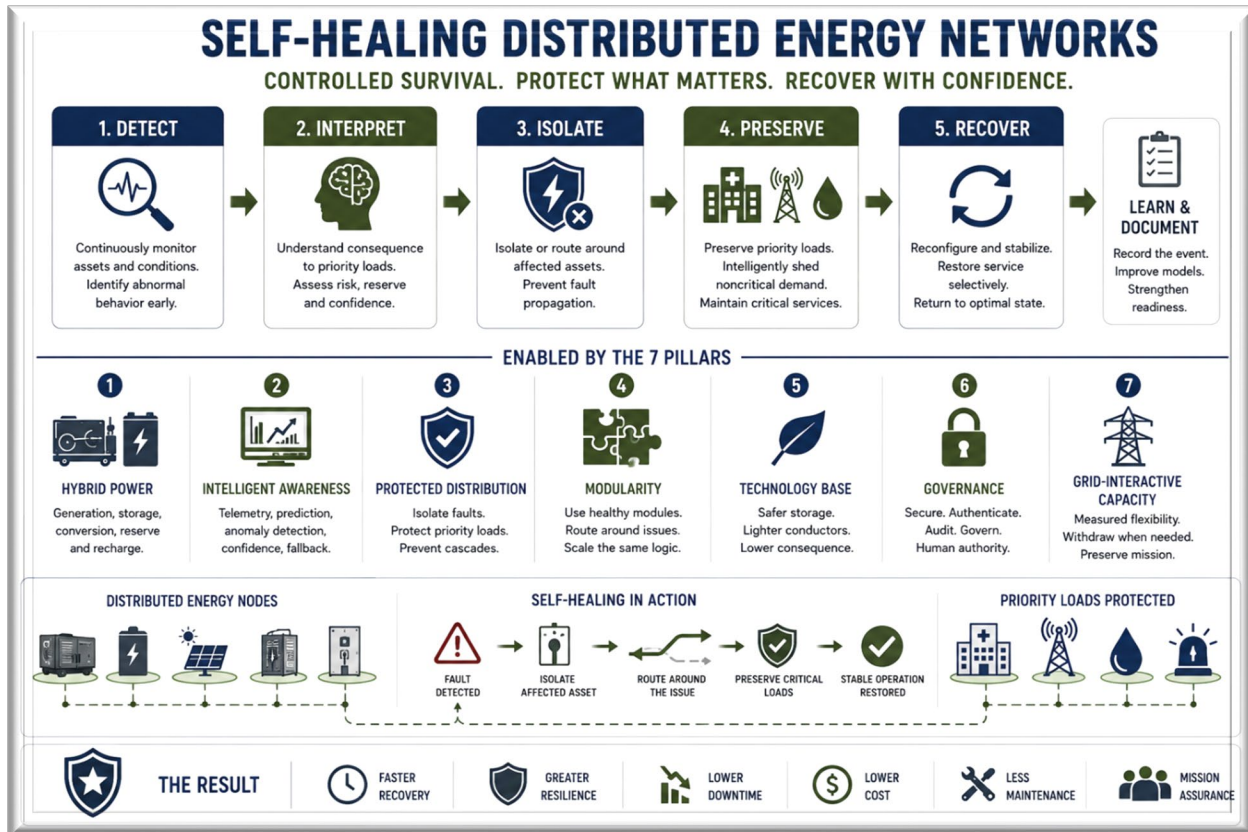 SELF-HEALING DISTRIBUTED ENERGY NETWORKS
CONTROLLED SURVIVAL. PROTECT WHAT MATTERS. RECOVER WITH CONFIDENCE.
1. DETECT
Continuously monitor
assets and conditions.
Identify abnormal
behavior early.
2. INTERPRET
Understand consequence
to priority loads.
Assess risk, reserve
and confidence.
3. ISOLATE
Isolate or route around
affected assets.
Prevent fault
propagation.
4. PRESERVE
Preserve priority loads.
Intelligently shed
noncritical demand.
Maintain critical services.
5. RECOVER
Reconfigure and stabilize.
Restore service
selectively.
Return to optimal state.
LEARN &
DOCUMENT
Record the event.
Improve models.
Strengthen
readiness.
ENABLED BY THE 7 PILLARS
1
HYBRID POWER
Generation, storage,
conversion, reserve
and recharge.
2
INTELLIGENT AWARENESS
Telemetry, prediction,
anomaly detection,
confidence, fallback.
3
PROTECTED DISTRIBUTION
Isolate faults.
Protect priority loads.
Prevent cascades.
4
MODULARITY
Use healthy modules.
Route around issues.
Scale the same logic.
5
TECHNOLOGY BASE
Safer storage.
Lighter conductors.
Lower consequence.
6
GOVERNANCE
Secure. Authenticate.
Audit. Govern.
Human authority.
7
GRID-INTERACTIVE
CAPACITY
Measured flexibility.
Withdraw when needed.
Preserve mission.
DISTRIBUTED ENERGY NODES
SELF-HEALING IN ACTION
FAULT
DETECTED
ISOLATE
AFFECTED ASSET
ROUTE AROUND
THE ISSUE
PRESERVE CRITICAL
LOADS
STABLE OPERATION
RESTORED
PRIORITY LOADS PROTECTED
THE RESULT
FASTER
RECOVERY
GREATER
RESILIENCE
LOWER
DOWNTIME
$
LOWER
COST
LESS
MAINTENANCE
MISSION
ASSURANCE